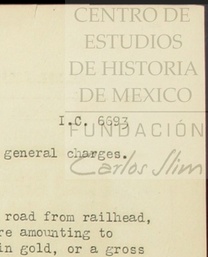 CENTRO DE
ESTUDIOS
DE HISTORIA
DE MEXICO
I.C. 6693
FUNDACIÓN
general charges.
Carlos Slim
road from railhead,
re amounting to
in gold, or a gross